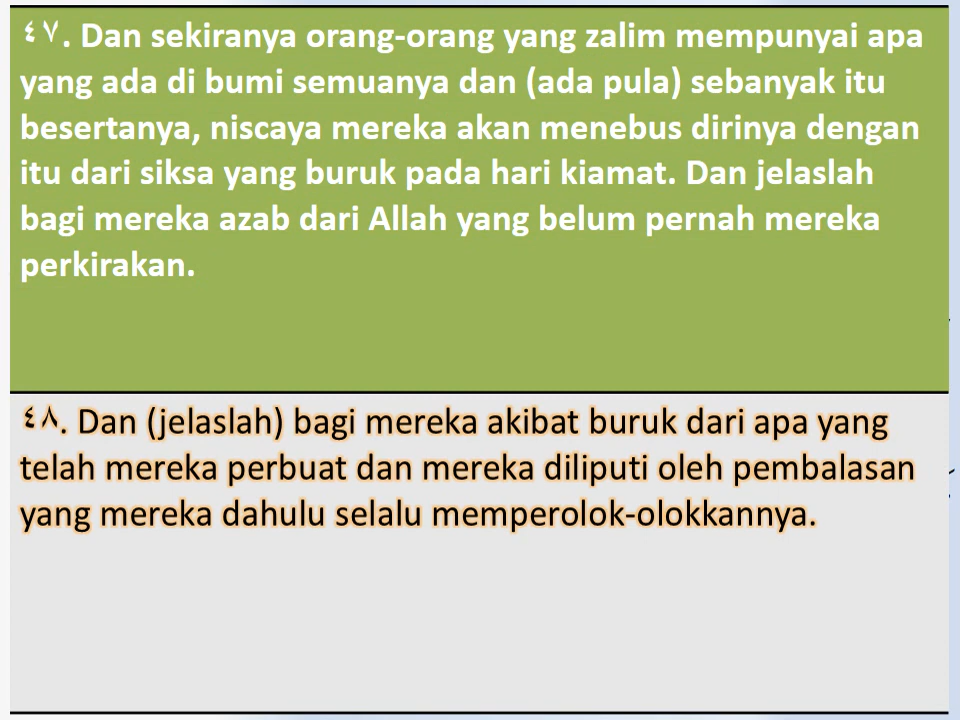 ٤٧. Dan sekiranya orang-orang yang zalim mempunyai apa
yang ada di bumi semuanya dan (ada pula) sebanyak itu
besertanya, niscaya mereka akan menebus dirinya dengan
itu dari siksa yang buruk pada hari kiamat. Dan jelaslah
bagi mereka azab dari Allah yang belum pernah mereka
perkirakan.
٤٨. Dan (jelaslah) bagi mereka akibat buruk dari apa yang
telah mereka perbuat dan mereka diliputi oleh pembalasan
yang mereka dahulu selalu memperolok-olokkannya.